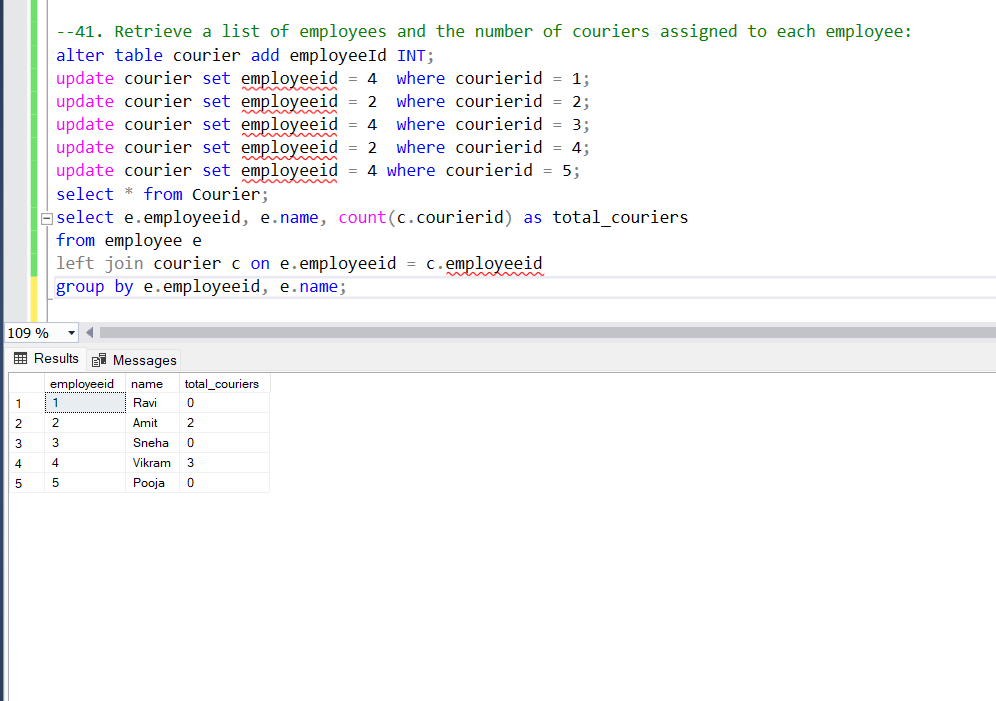 --41. Retrieve a list of employees and the number of couriers assigned to each employee:
alter table courier add employeeId INT;
update courier set employeeid = 4  where courierid = 1;
update courier set employeeid = 2  where courierid = 2;
update courier set employeeid = 4  where courierid = 3;
update courier set employeeid = 2  where courierid = 4;
update courier set employeeid = 4 where courierid = 5;
select * from Courier;
select e.employeeid, e.name, count(c.courierid) as total_couriers
from employee e
left join courier c on e.employeeid = c.employeeid
group by e.employeeid, e.name;
109 %
Results Messages
employeeid name total_couriers
1 1 Ravi 0
2 2 Amit 2
3 3 Sneha 0
4 4 Vikram 3
5 5 Pooja 0